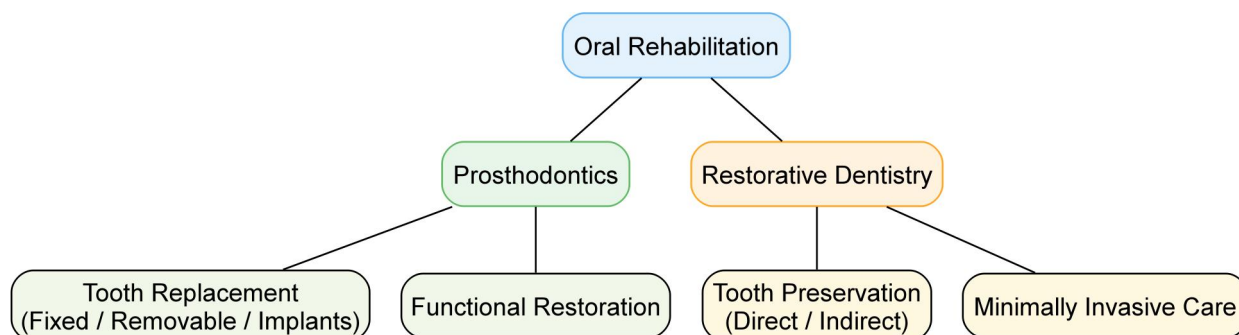 Oral Rehabilitation
Prosthodontics
Restorative Dentistry
Tooth Replacement
(Fixed / Removable / Implants)
Functional Restoration
Tooth Preservation
(Direct / Indirect)
Minimally Invasive Care